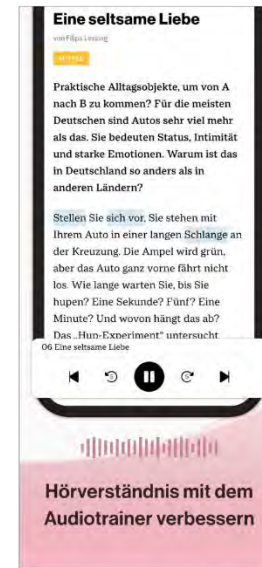 Eine seltsame Liebe
Praktische Alltagsobjekte, um von A
nach B zu kommen? Für die meisten
Deutschen sind Autos sehr viel mehr
als das. Sie bedeuten Status, Intimität
und starke Emotionen. Warum ist das
in Deutschland so anders als in
anderen Ländern?
Stellen Sie sich vor, Sie stehen mit
Ihrem Auto in einer langen Schlange an
der Kreuzung. Die Ampel wird grün,
aber das Auto ganz vorne fährt nicht
los. Wie lange warten Sie, bis Sie
hupen? Eine Sekunde? Fünf? Eine
Minute? Und wovon hängt das ab?
Das „Hup-Experiment“ untersucht
06 Eine seltsame Liebe
Hörverständnis mit dem
Audiotrainer verbessern